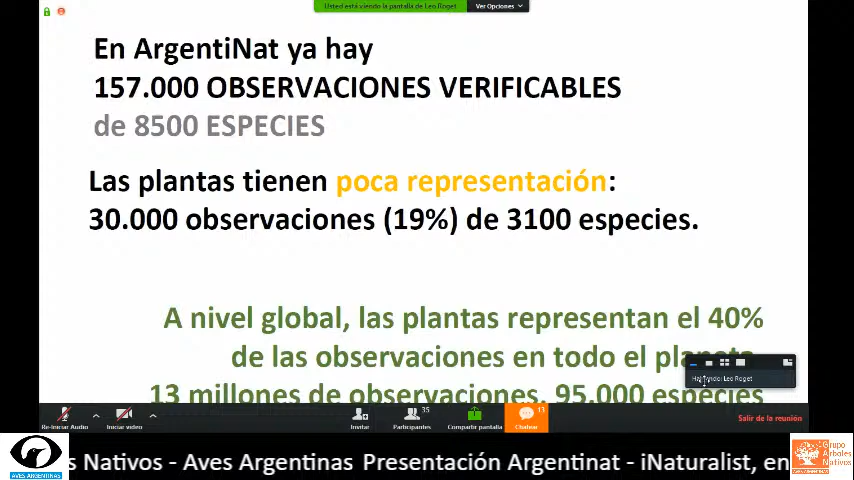 Usted está viendo la pantalla de Leo Roget
Ver Opciones
En ArgentiNat ya hay
157.000 OBSERVACIONES VERIFICABLES
de 8500 ESPECIES
Las plantas tienen poca representación:
30.000 observaciones (19%) de 3100 especies.
A nivel global, las plantas representan el 40%
de las observaciones en todo el planeta.
13 millones de observaciones, 95.000 especies
Hablando: Leo Roget
35
13
Re-Iniciar Audio
Iniciar video
Invitar
Participantes
Compartir pantalla
Chatear
Salir de la reunión
s Nativos - Aves Argentinas Presentación Argentinat - iNaturalist, en
AVES ARGENTINAS
Grupo
Árboles
Nativos